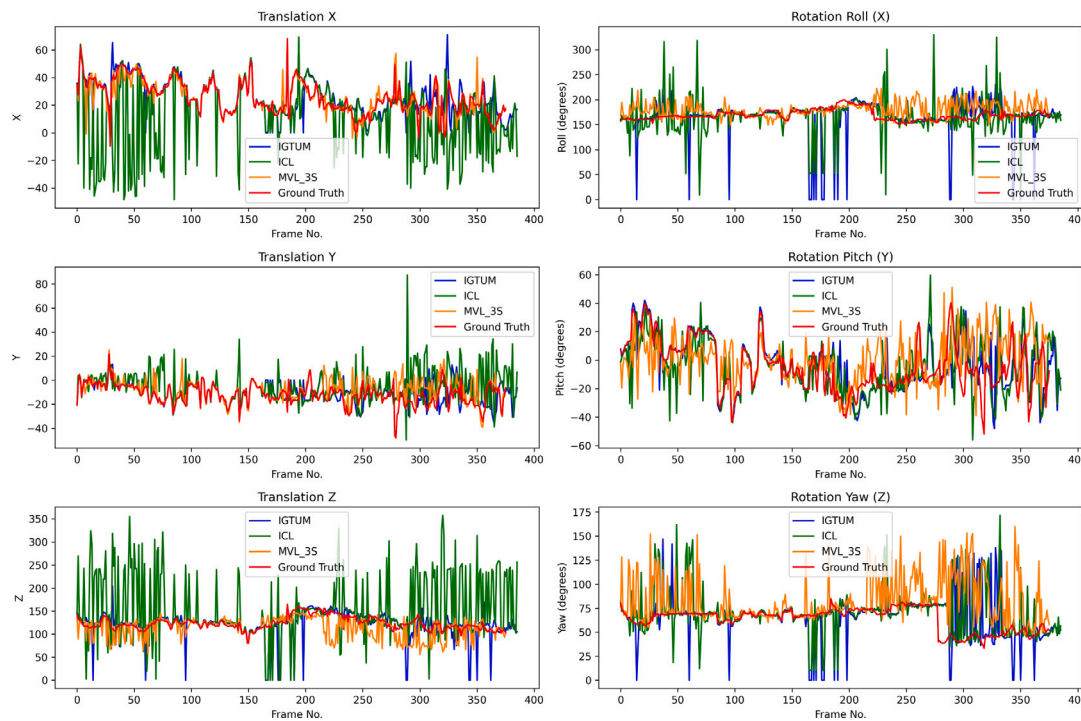 Translation X
X
60
40
20
0
−20
−40
IGTUM
ICL
MVL_3S
Ground Truth
0 50 100 150 200 250 300 350 400
Frame No.
Rotation Roll (X)
Roll (degrees)
300
250
200
150
100
50
0
IGTUM
ICL
MVL_3S
Ground Truth
0 50 100 150 200 250 300 350 400
Frame No.
Translation Y
Y
80
60
40
20
0
−20
−40
IGTUM
ICL
MVL_3S
Ground Truth
0 50 100 150 200 250 300 350 400
Frame No.
Rotation Pitch (Y)
Pitch (degrees)
60
40
20
0
−20
−40
−60
IGTUM
ICL
MVL_3S
Ground Truth
0 50 100 150 200 250 300 350 400
Frame No.
Translation Z
Z
350
300
250
200
150
100
50
0
IGTUM
ICL
MVL_3S
Ground Truth
0 50 100 150 200 250 300 350 400
Frame No.
Rotation Yaw (Z)
Yaw (degrees)
175
150
125
100
75
50
25
0
IGTUM
ICL
MVL_3S
Ground Truth
0 50 100 150 200 250 300 350 400
Frame No.